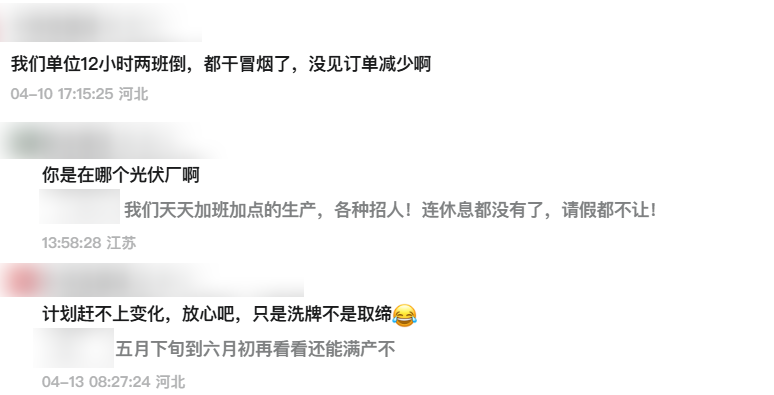 我们单位12小时两班倒，都干冒烟了，没见订单减少啊
04-10 17:15:25 河北
你是在哪个光伏厂啊
我们天天加班加点的生产，各种招人！连休息都没有了，请假都不让！
13:58:28 江苏
计划赶不上变化，放心吧，只是洗牌不是取缔😂
五月下旬到六月初再看看还能满产不
04-13 08:27:24 河北